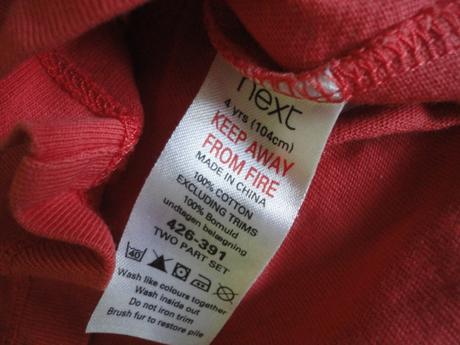 next
4 yrs (104cm)
KEEP AWAY
FROM FIRE
MADE IN CHINA
100% COTTON
EXCLUDING TRIMS
100% Bomuld
undtagen belægning
426-391
TWO PART SET
40
Wash like colours together
Wash inside out
Do not iron trim
Brush fur to restore pile